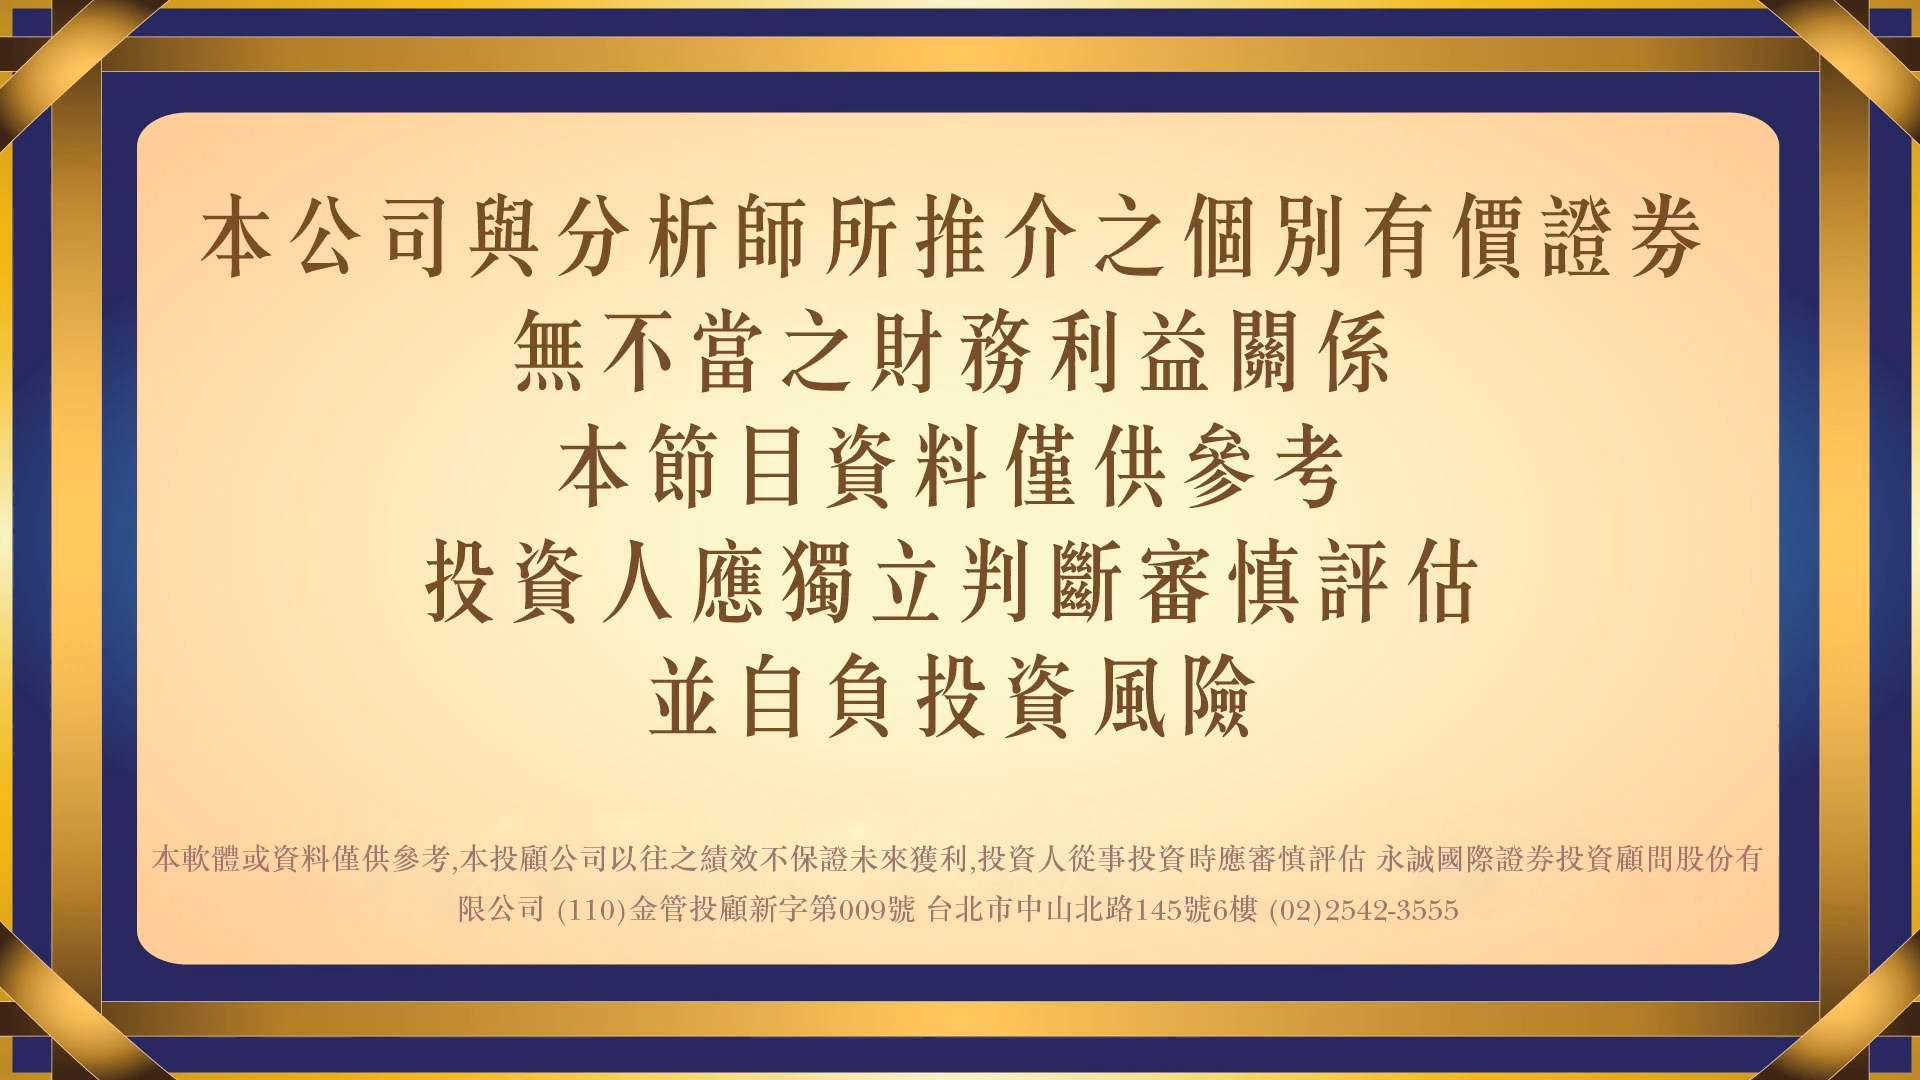 本公司與分析師所推介之個別有價證券
無不當之財務利益關係
本節目資料僅供參考
投資人應獨立判斷審慎評估
並自負投資風險
本軟體或資料僅供參考,本投顧公司以往之績效不保證未來獲利,投資人從事投資時應審慎評估 永誠國際證券投資顧問股份有
限公司 (110)金管投顧新字第009號 台北市中山北路145號6樓 (02)2542-3555